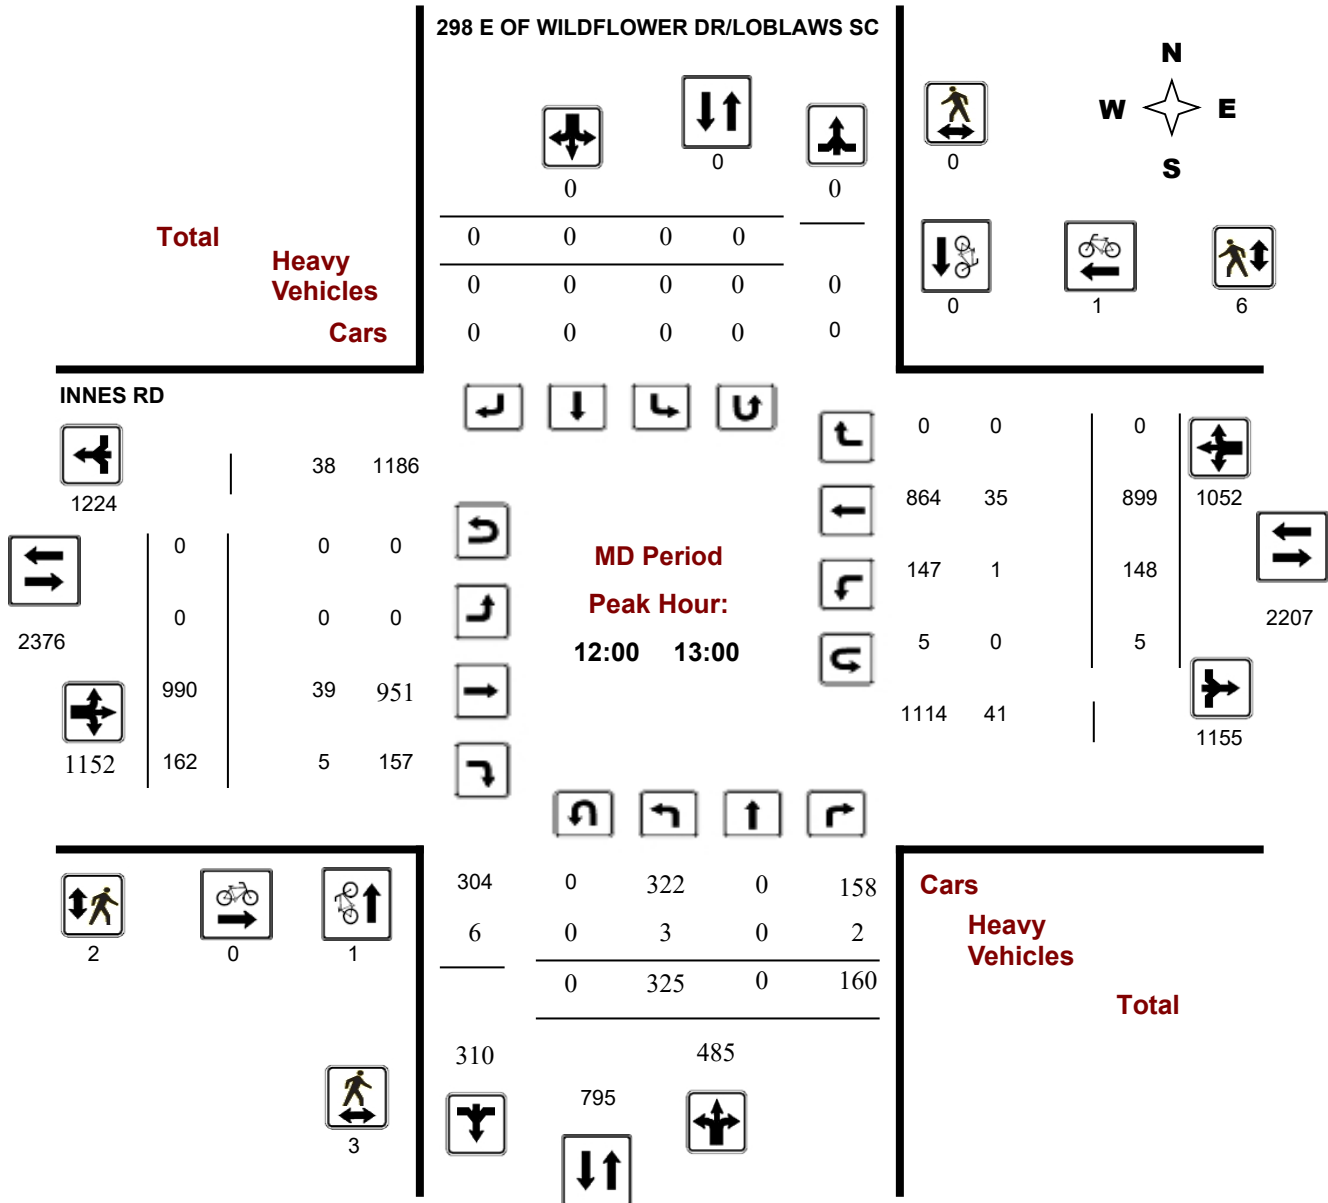 298 E OF WILDFLOWER DR/LOBLAWS SC
N
W E
S
0
0
0 0
0
Total
0 0 0 0
Heavy
Vehicles
0 0 0 0 0
Cars
0 0 0 0 0
0 1 6
INNES RD
1224
38 1186
0 0 0
2376
0 0 0
990 39 951
1152 162 5 157
MD Period
Peak Hour:
12:00 13:00
0 0 0
864 35 899 1052
147 1 148
2207
5 0 5
1114 41
1155
2 0 1
3
304 0 322 0 158
6 0 3 0 2
0 325 0 160
310 485
795
Cars
Heavy
Vehicles
Total